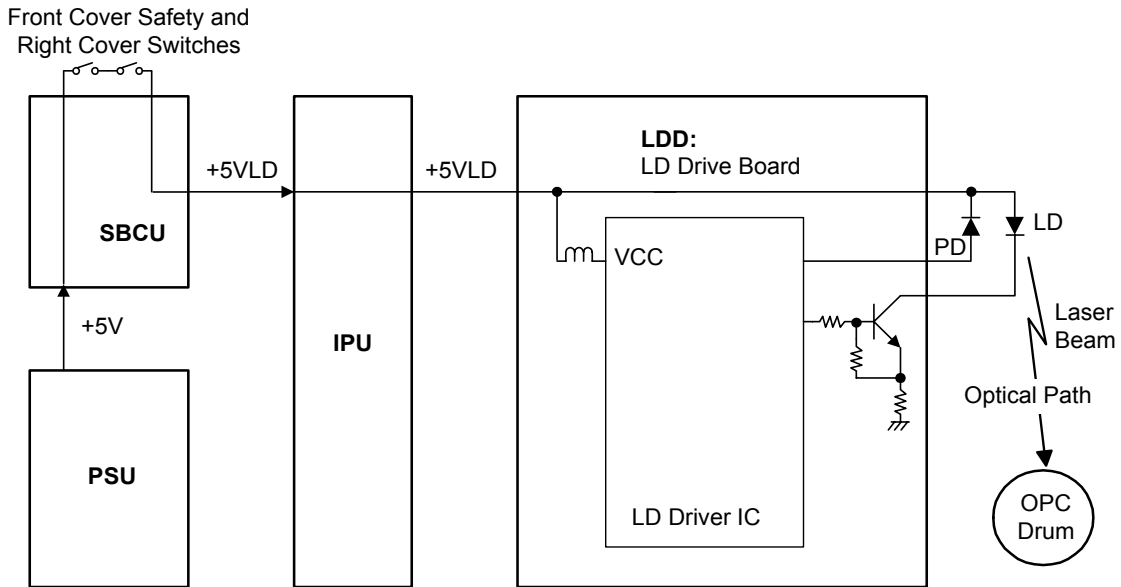 Front Cover Safety and
Right Cover Switches
+5VLD
+5VLD
LDD:
LD Drive Board
SBCU
VCC
PD
LD
+5V
IPU
Laser
Beam
Optical Path
PSU
LD Driver IC
OPC
Drum